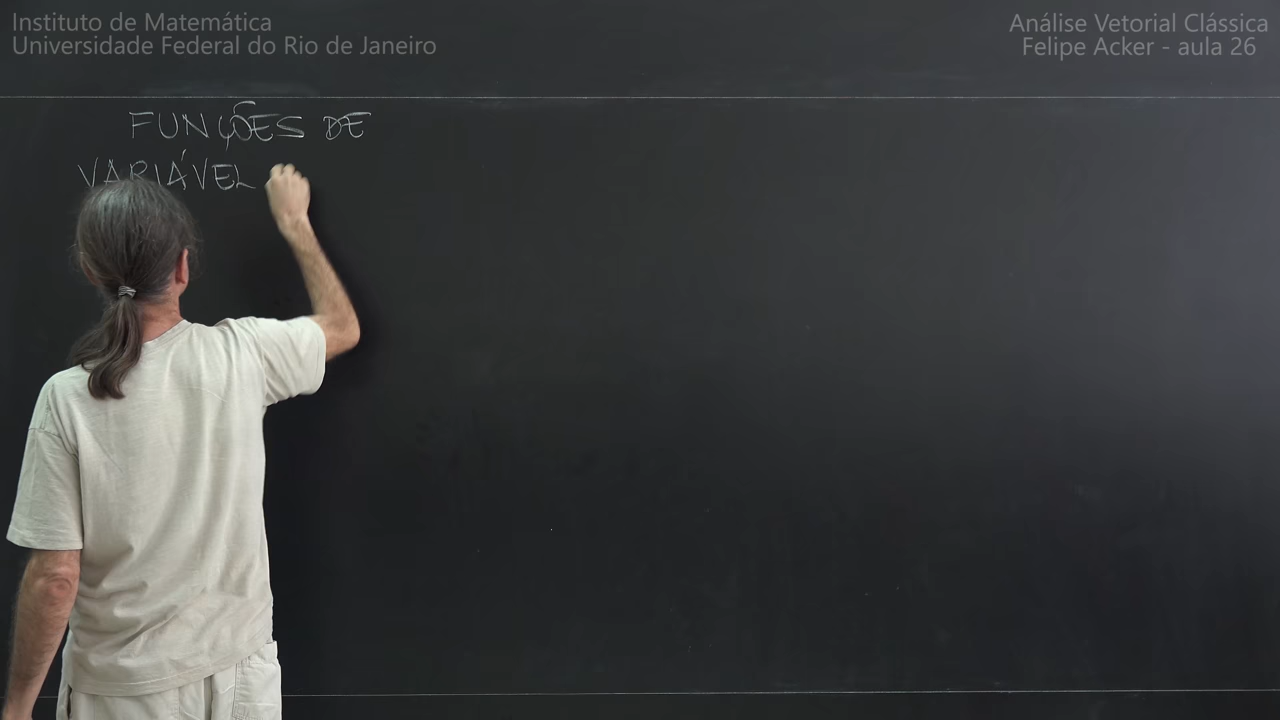 Instituto de Matemática
Universidade Federal do Rio de Janeiro
Análise Vetorial Clássica
Felipe Acker - aula 26
FUNÇÕES DE
VARIÁVEL